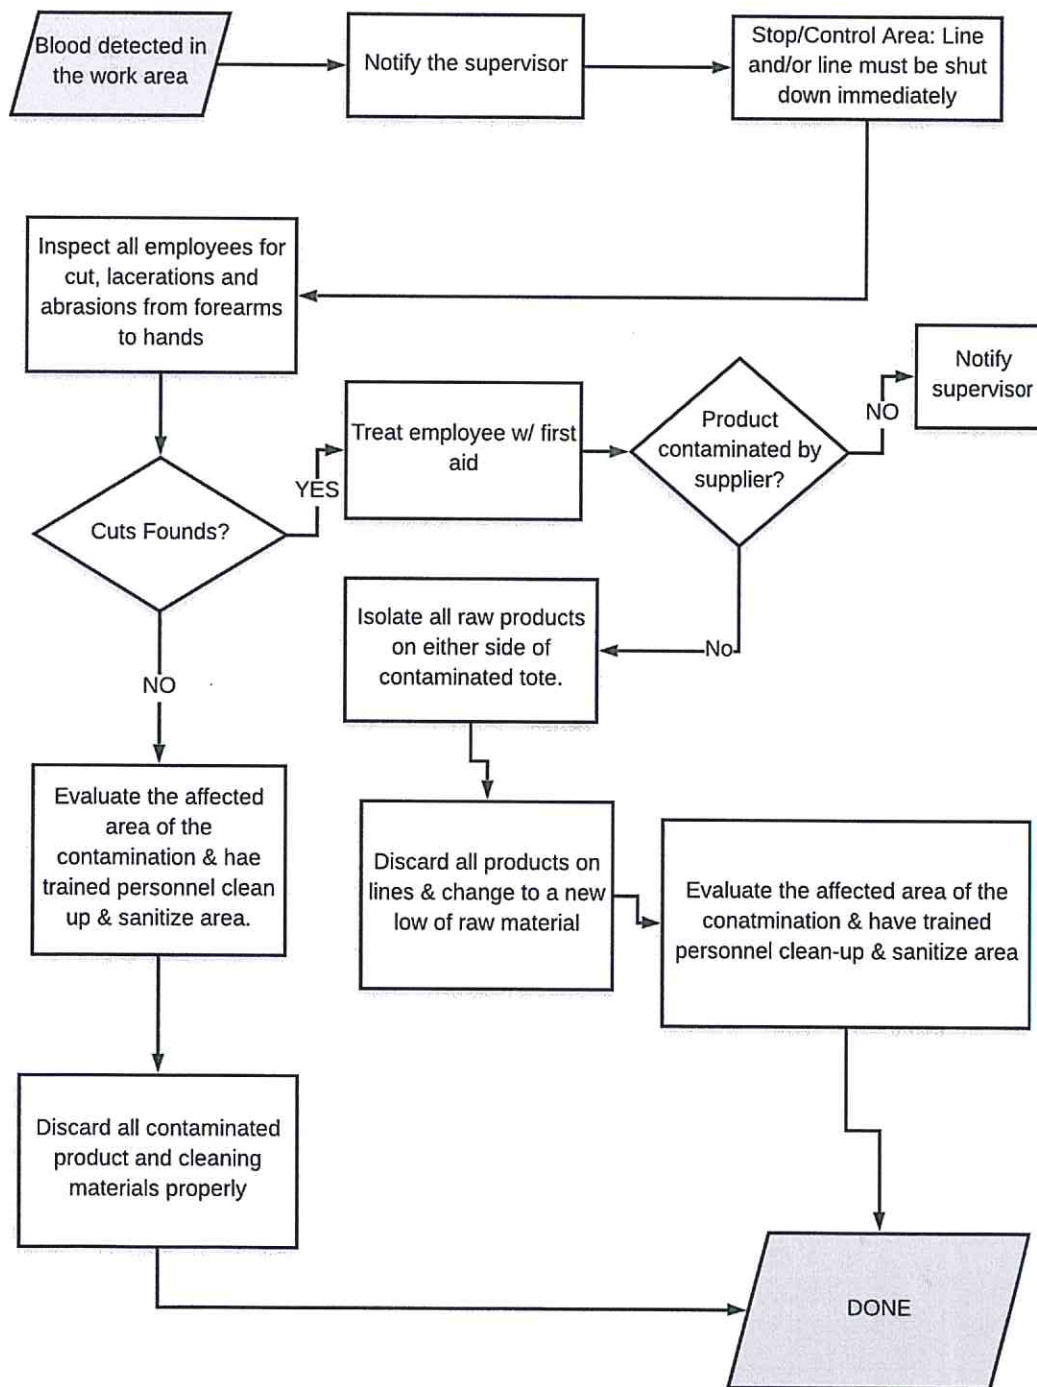 Blood detected in
the work area
Notify the supervisor
Stop/Control Area: Line
and/or line must be shut
down immediately
Inspect all employees for
cut, lacerations and
abrasions from forearms
to hands
Notify
supervisor
Product
contaminated by
supplier?
NO
Treat employee w/ first
aid
YES
Cuts Founds?
Isolate all raw products
on either side of
contaminated tote.
No
NO
Evaluate the affected
area of the
contamination & hae
trained personnel clean
up & sanitize area.
Discard all products on
lines & change to a new
low of raw material
Evaluate the affected area of the
conatmination & have trained
personnel clean-up & sanitize area
Discard all contaminated
product and cleaning
materials properly
DONE